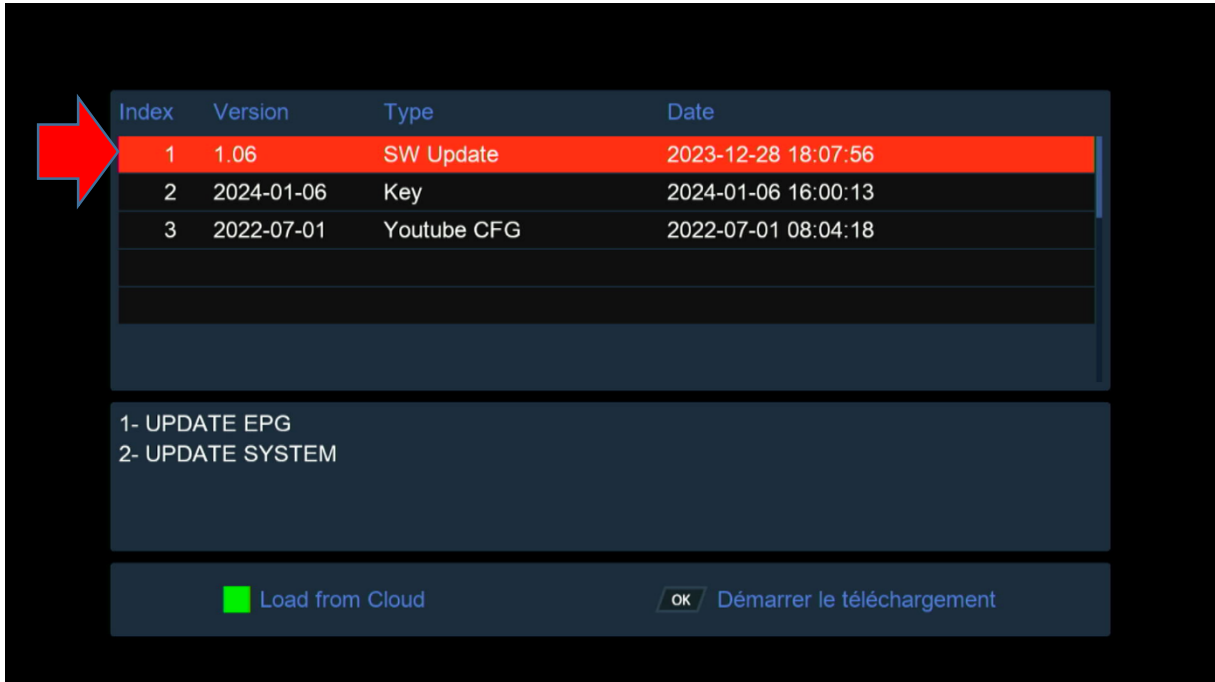 Index Version Type Date
1 1.06 SW Update 2023-12-28 18:07:56
2 2024-01-06 Key 2024-01-06 16:00:13
3 2022-07-01 Youtube CFG 2022-07-01 08:04:18
1- UPDATE EPG
2- UPDATE SYSTEM
Load from Cloud OK Démarrer le téléchargement